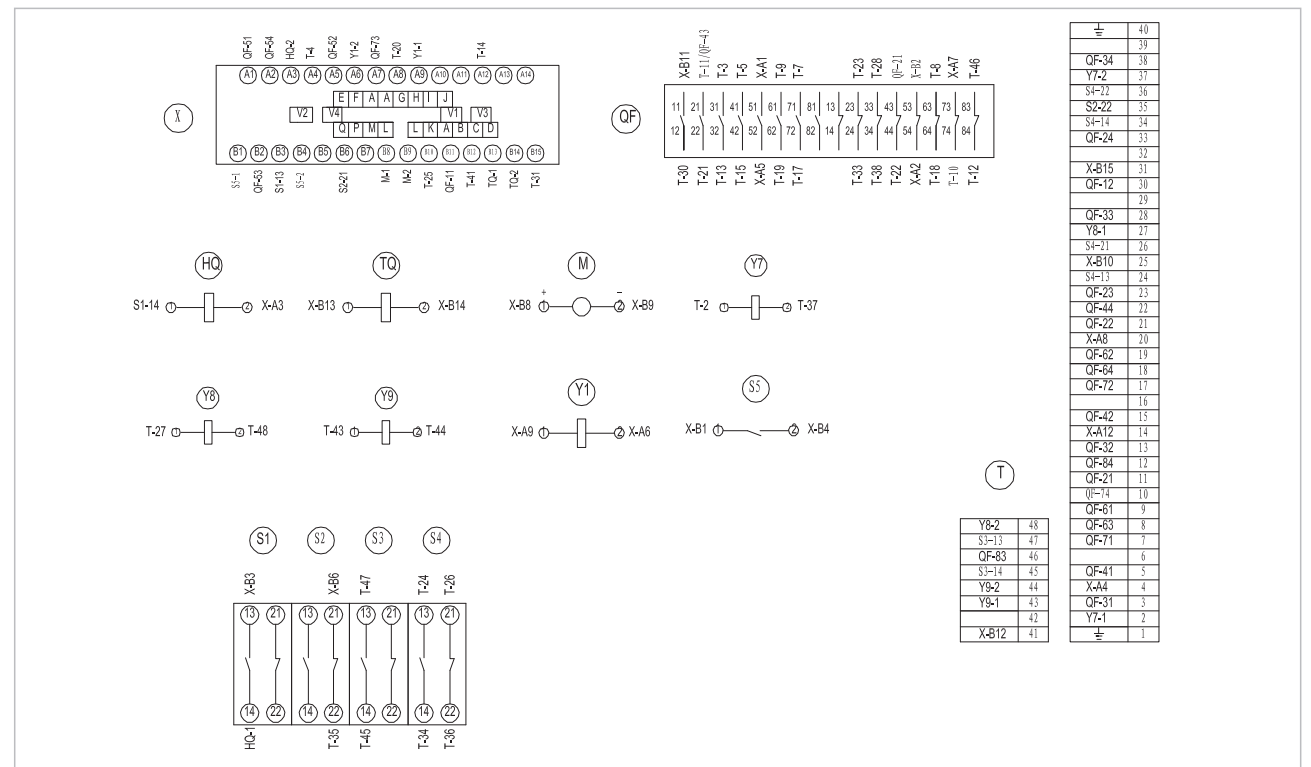 QF-51 QF-54 HQ-2 T-4 QF-52 Y1-2 QF-73 T-20 Y1-1 T-14
A1 A2 A3 A4 A5 A6 A7 A8 A9 A10 A11 A12 A13 A14
E F A A G H I J
X
V2 V4 V1 V3
Q P M L L K A B C D
B1 B2 B3 B4 B5 B6 B7 B8 B9 B10 B11 B12 B13 B14 B15
S5-1 QF-53 S1-13 S5-2 S2-21 M-1 M-2 T-25 QF-11 T-41 TQ-1 TQ-2 T-31
X-B11 T-11/QF-43 T-3 T-5 X-A1 T-9 T-7 T-23 T-28 QF-21 X-B2 T-8 X-A7 T-46
11 21 31 41 51 61 71 81 13 23 33 43 53 63 73 83
QF
12 22 32 42 52 62 72 82 14 24 34 44 54 64 74 84
T-30 T-21 T-13 T-15 X-A5 T-19 T-17 T-33 T-38 T-22 X-A2 T-18 T-10 T-12
HQ
S1-14 1 2 X-A3
TQ
X-B13 1 2 X-B14
M
+ −
X-B8 1 2 X-B9
Y7
T-2 1 2 T-37
Y8
T-27 1 2 T-48
Y9
T-43 1 2 T-44
Y1
X-A9 1 2 X-A6
S5
X-B1 1 2 X-B4
S1 S2 S3 S4
X-B3 X-B6 T-47 T-24 T-26
13 21 13 21 13 21 13 21
14 22 14 22 14 22 14 22
HQ-1 T-35 T-45 T-34 T-36
T
Y8-2 48
S3-13 47
QF-83 46
S3-14 45
Y9-2 44
Y9-1 43
42
X-B12 41
40
39
QF-34 38
Y7-2 37
S4-22 36
S2-22 35
S4-14 34
QF-24 33
32
X-B15 31
QF-12 30
29
QF-33 28
Y8-1 27
S4-21 26
X-B10 25
S4-13 24
QF-23 23
QF-44 22
QF-22 21
X-A8 20
QF-62 19
QF-64 18
QF-72 17
16
QF-42 15
X-A12 14
QF-32 13
QF-84 12
QF-21 11
QF-74 10
QF-61 9
QF-63 8
QF-71 7
6
QF-41 5
X-A4 4
QF-31 3
Y7-1 2
1